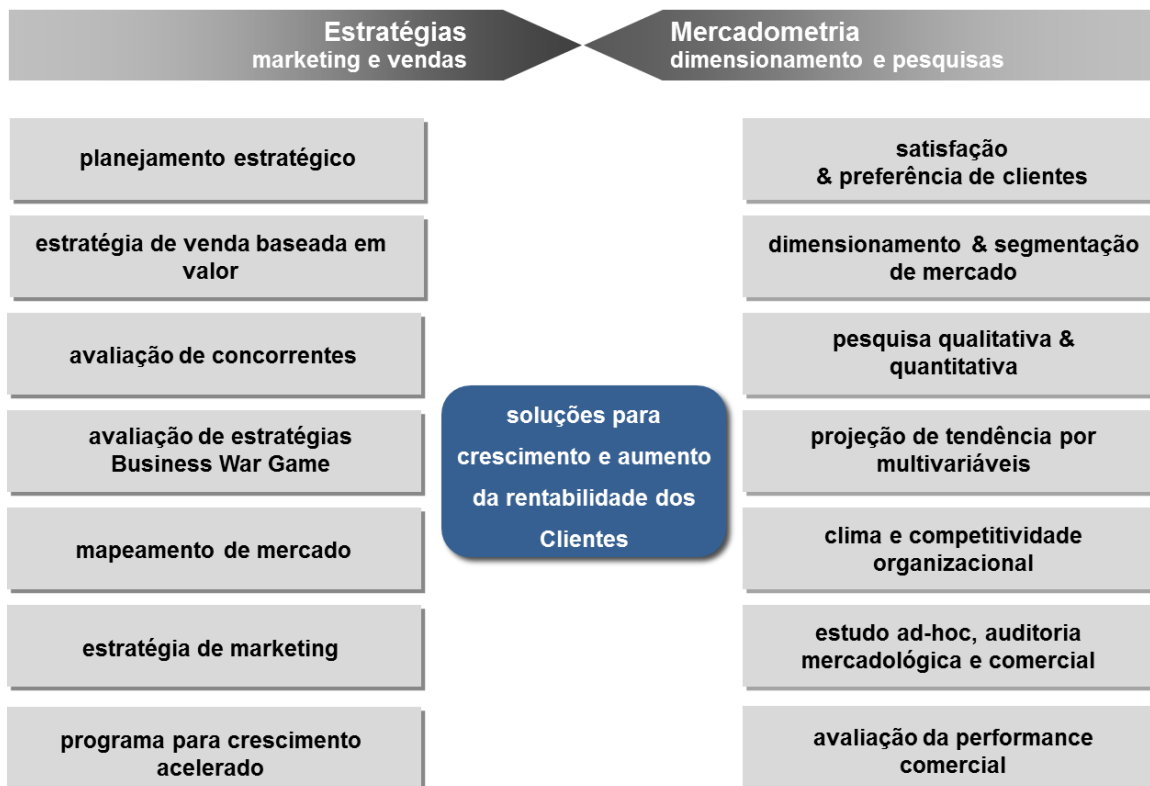 Estratégias
marketing e vendas
Mercadometria
dimensionamento e pesquisas
planejamento estratégico
estratégia de venda baseada em
valor
avaliação de concorrentes
avaliação de estratégias
Business War Game
mapeamento de mercado
estratégia de marketing
programa para crescimento
acelerado
soluções para
crescimento e aumento
da rentabilidade dos
Clientes
satisfação
& preferência de clientes
dimensionamento & segmentação
de mercado
pesquisa qualitativa &
quantitativa
projeção de tendência por
multivariáveis
clima e competitividade
organizacional
estudo ad-hoc, auditoria
mercadológica e comercial
avaliação da performance
comercial